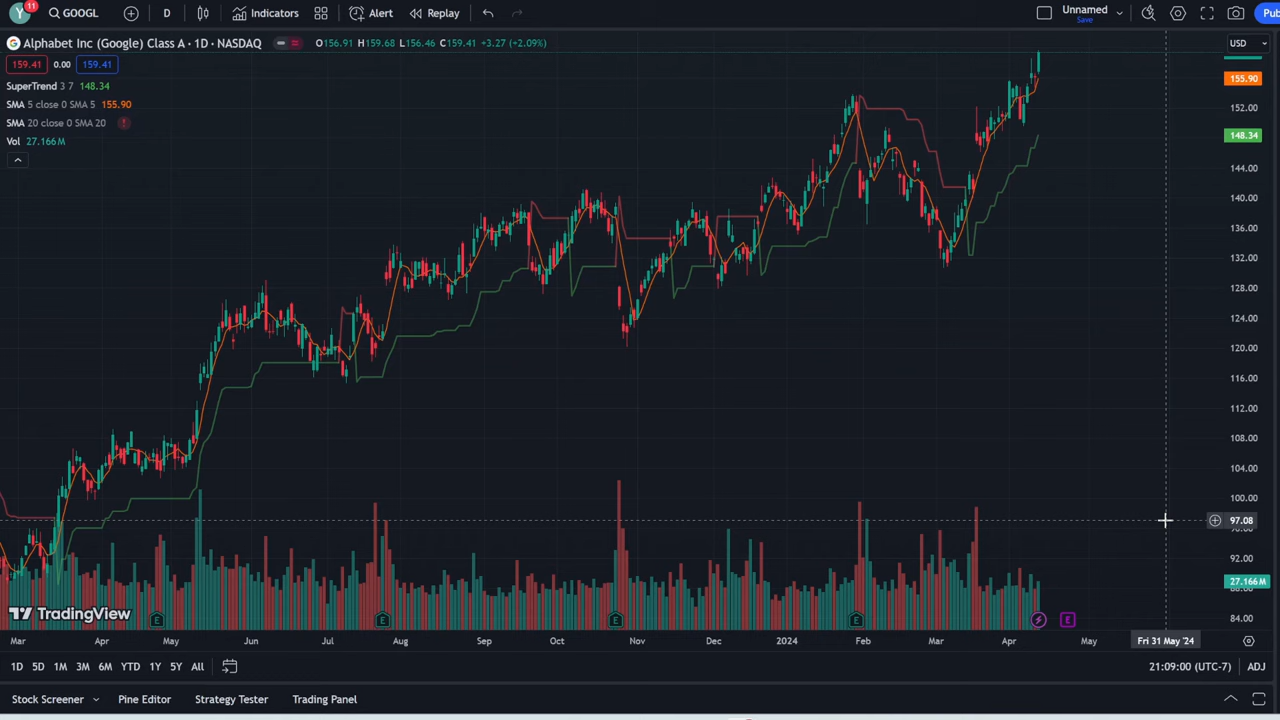 Y 11 GOOGL D Indicators Alert Replay Unnamed Save Pub
Alphabet Inc (Google) Class A · 1D · NASDAQ O156.91 H159.68 L156.46 C159.41 +3.27 (+2.09%) USD
159.41 0.00 159.41
SuperTrend 3 7 148.34
SMA 5 close 0 SMA 5 155.90
SMA 20 close 0 SMA 20 !
Vol 27.166M
155.90
152.00
148.34
144.00
140.00
136.00
132.00
128.00
124.00
120.00
116.00
112.00
108.00
104.00
100.00
97.08
92.00
27.166M
84.00
TradingView
E E E E E
Mar Apr May Jun Jul Aug Sep Oct Nov Dec 2024 Feb Mar Apr May Fri 31 May '24
1D 5D 1M 3M 6M YTD 1Y 5Y All 21:09:00 (UTC-7) ADJ
Stock Screener Pine Editor Strategy Tester Trading Panel